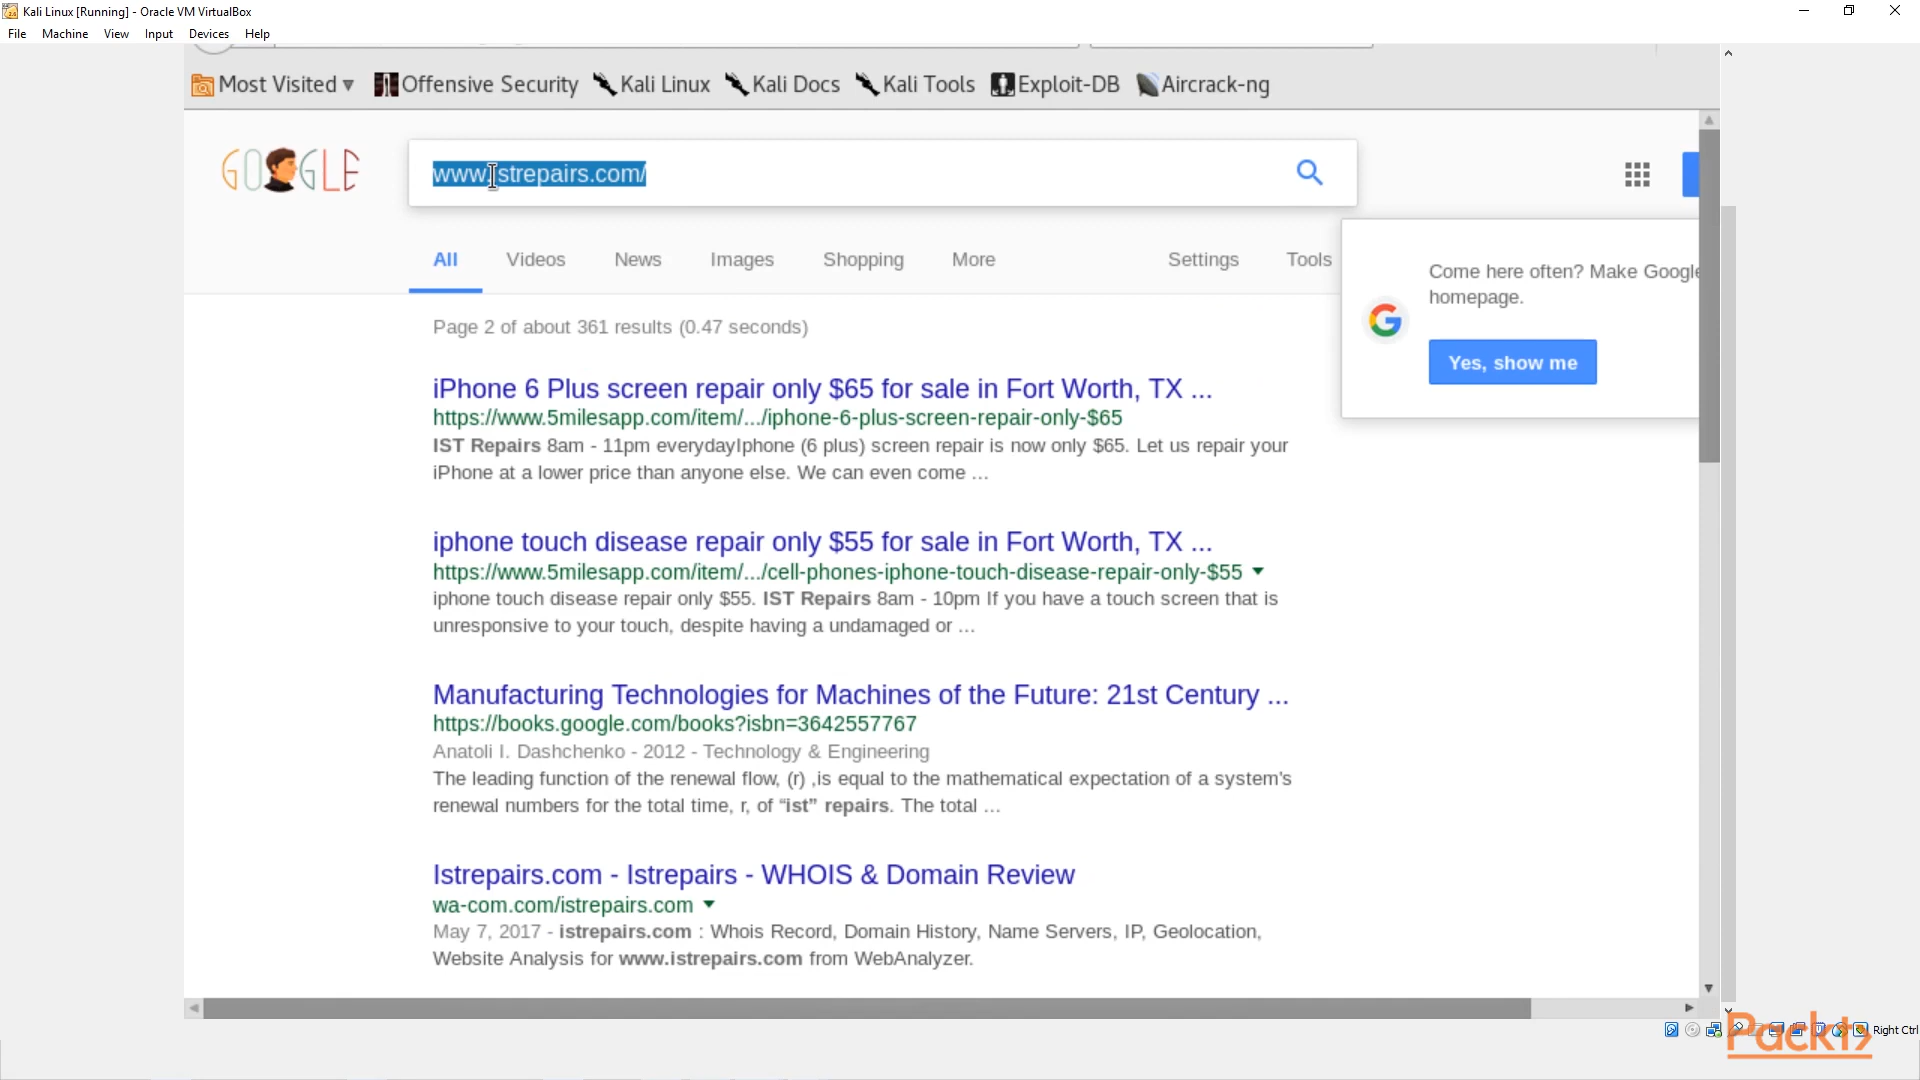 Kali Linux [Running] - Oracle VM VirtualBox
File Machine View Input Devices Help
Most Visited Offensive Security Kali Linux Kali Docs Kali Tools Exploit-DB Aircrack-ng
GOOGLE
www.istrepairs.com/
All Videos News Images Shopping More Settings Tools
Come here often? Make Google
homepage.
Yes, show me
Page 2 of about 361 results (0.47 seconds)
iPhone 6 Plus screen repair only $65 for sale in Fort Worth, TX ...
https://www.5milesapp.com/item/.../iphone-6-plus-screen-repair-only-$65
IST Repairs 8am - 11pm everydayIphone (6 plus) screen repair is now only $65. Let us repair your
iPhone at a lower price than anyone else. We can even come ...
iphone touch disease repair only $55 for sale in Fort Worth, TX ...
https://www.5milesapp.com/item/.../cell-phones-iphone-touch-disease-repair-only-$55
iphone touch disease repair only $55. IST Repairs 8am - 10pm If you have a touch screen that is
unresponsive to your touch, despite having a undamaged or ...
Manufacturing Technologies for Machines of the Future: 21st Century ...
https://books.google.com/books?isbn=3642557767
Anatoli I. Dashchenko - 2012 - Technology & Engineering
The leading function of the renewal flow, (r) ,is equal to the mathematical expectation of a system's
renewal numbers for the total time, r, of “ist” repairs. The total ...
Istrepairs.com - Istrepairs - WHOIS & Domain Review
wa-com.com/istrepairs.com
May 7, 2017 - istrepairs.com : Whois Record, Domain History, Name Servers, IP, Geolocation,
Website Analysis for www.istrepairs.com from WebAnalyzer.
Right Ctrl
Packt